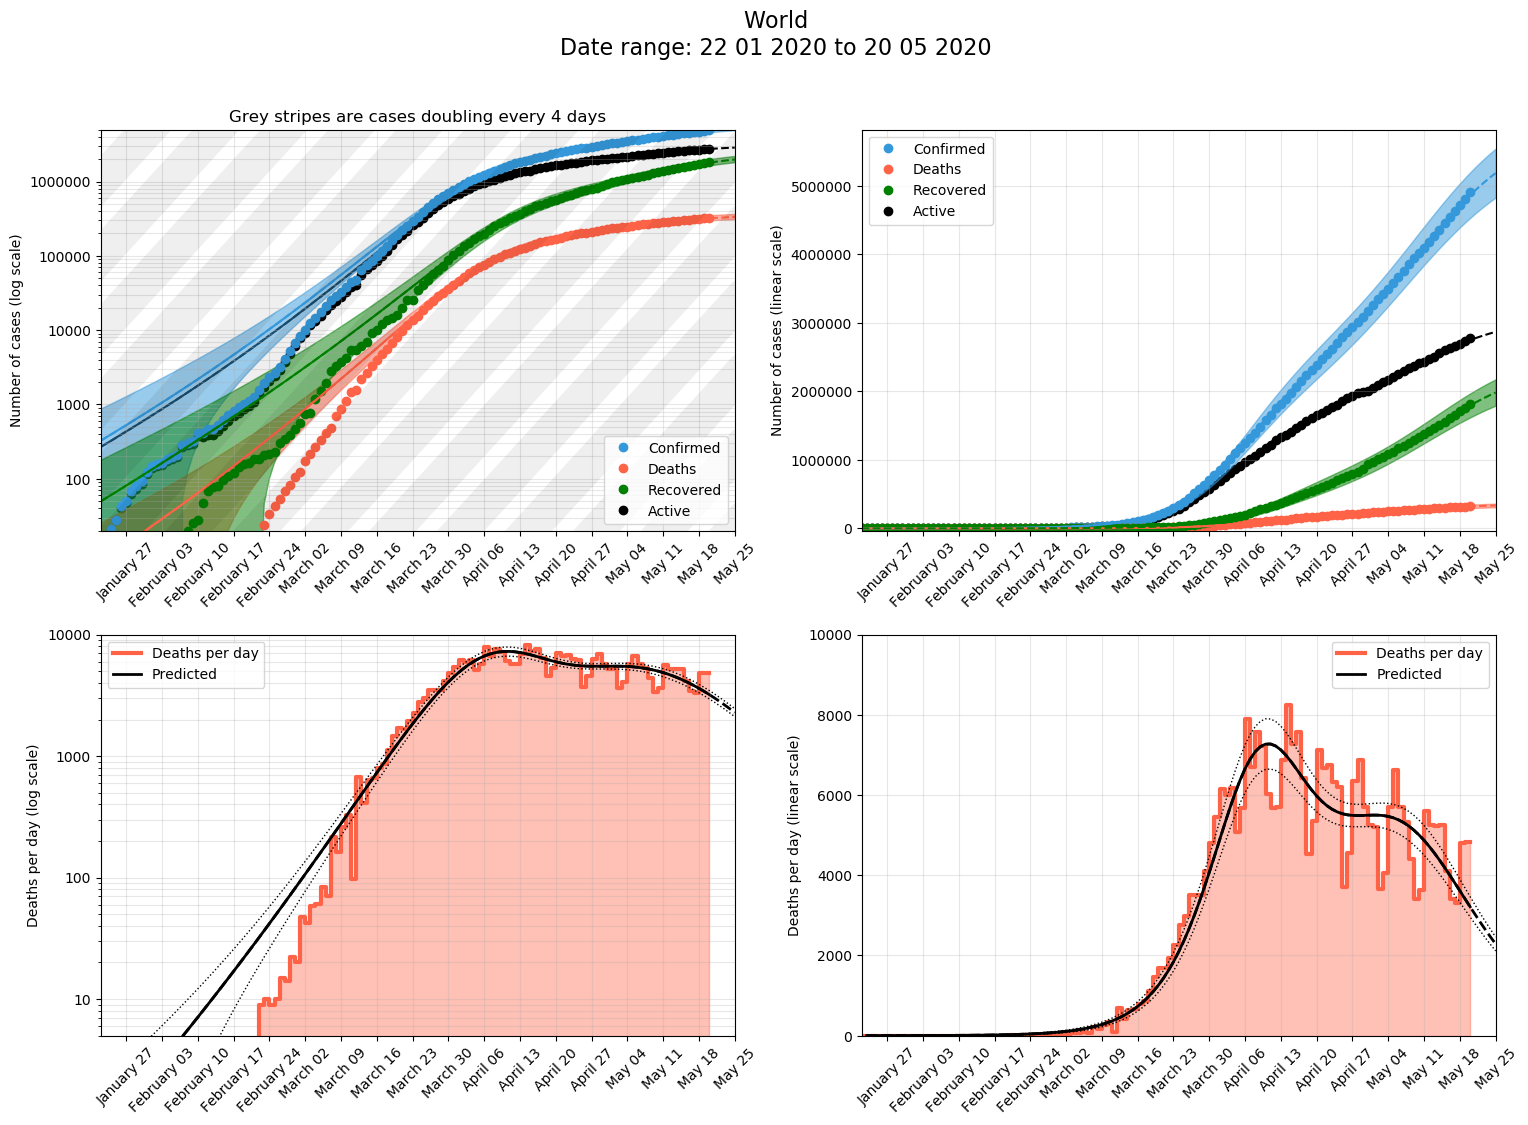 World
Date range: 22 01 2020 to 20 05 2020
Grey stripes are cases doubling every 4 days
Number of cases (log scale)
1000000
100000
10000
1000
100
Confirmed
Deaths
Recovered
Active
January 27
February 03
February 10
February 17
February 24
March 02
March 09
March 16
March 23
March 30
April 06
April 13
April 20
April 27
May 04
May 11
May 18
May 25
Number of cases (linear scale)
5000000
4000000
3000000
2000000
1000000
0
Confirmed
Deaths
Recovered
Active
January 27
February 03
February 10
February 17
February 24
March 02
March 09
March 16
March 23
March 30
April 06
April 13
April 20
April 27
May 04
May 11
May 18
May 25
Deaths per day (log scale)
10000
1000
100
10
Deaths per day
Predicted
January 27
February 03
February 10
February 17
February 24
March 02
March 09
March 16
March 23
March 30
April 06
April 13
April 20
April 27
May 04
May 11
May 18
May 25
Deaths per day (linear scale)
10000
8000
6000
4000
2000
0
Deaths per day
Predicted
January 27
February 03
February 10
February 17
February 24
March 02
March 09
March 16
March 23
March 30
April 06
April 13
April 20
April 27
May 04
May 11
May 18
May 25